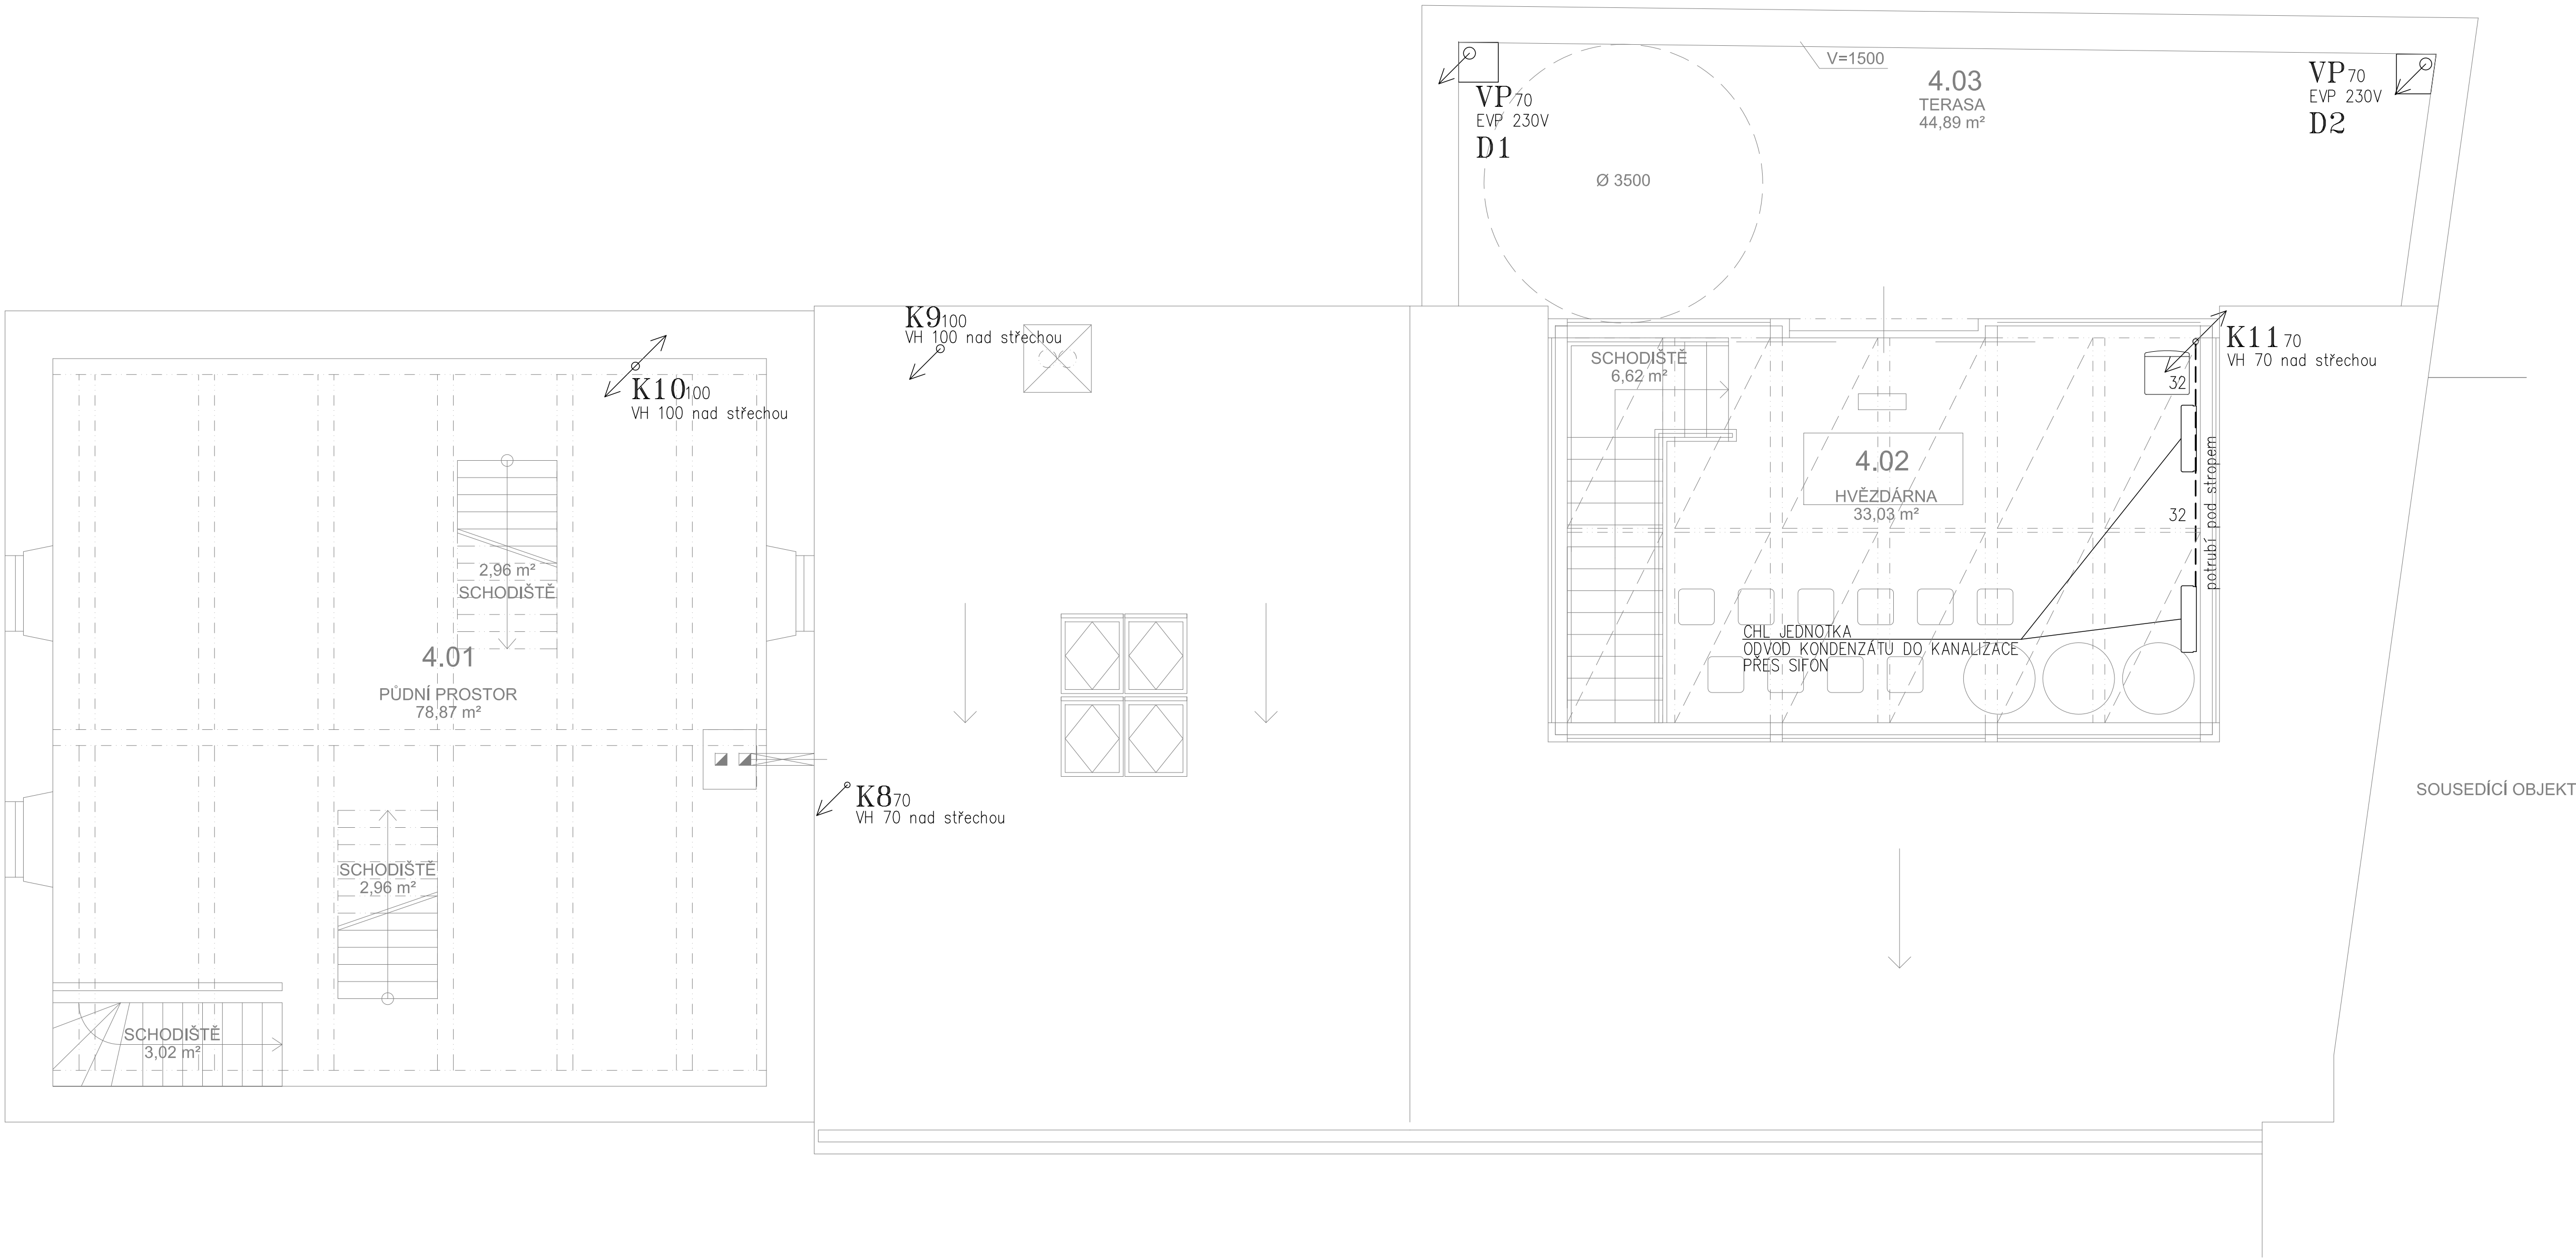 V=1500
4.03
TERASA
44,89 m²
VP70
EVP 230V
D1
VP70
EVP 230V
D2
Ø 3500
K9100
VH 100 nad střechou
K10100
VH 100 nad střechou
SCHODIŠTĚ
6,62 m²
K1170
VH 70 nad střechou
32
4.02
HVĚZDÁRNA
33,03 m²
32
potrubí pod stropem
2,96 m²
SCHODIŠTĚ
4.01
PŮDNÍ PROSTOR
78,87 m²
CHL JEDNOTKA
ODVOD KONDENZÁTU DO KANALIZACE
PŘES SIFON
K870
VH 70 nad střechou
SOUSEDÍCÍ OBJEKT
SCHODIŠTĚ
2,96 m²
SCHODIŠTĚ
3,02 m²